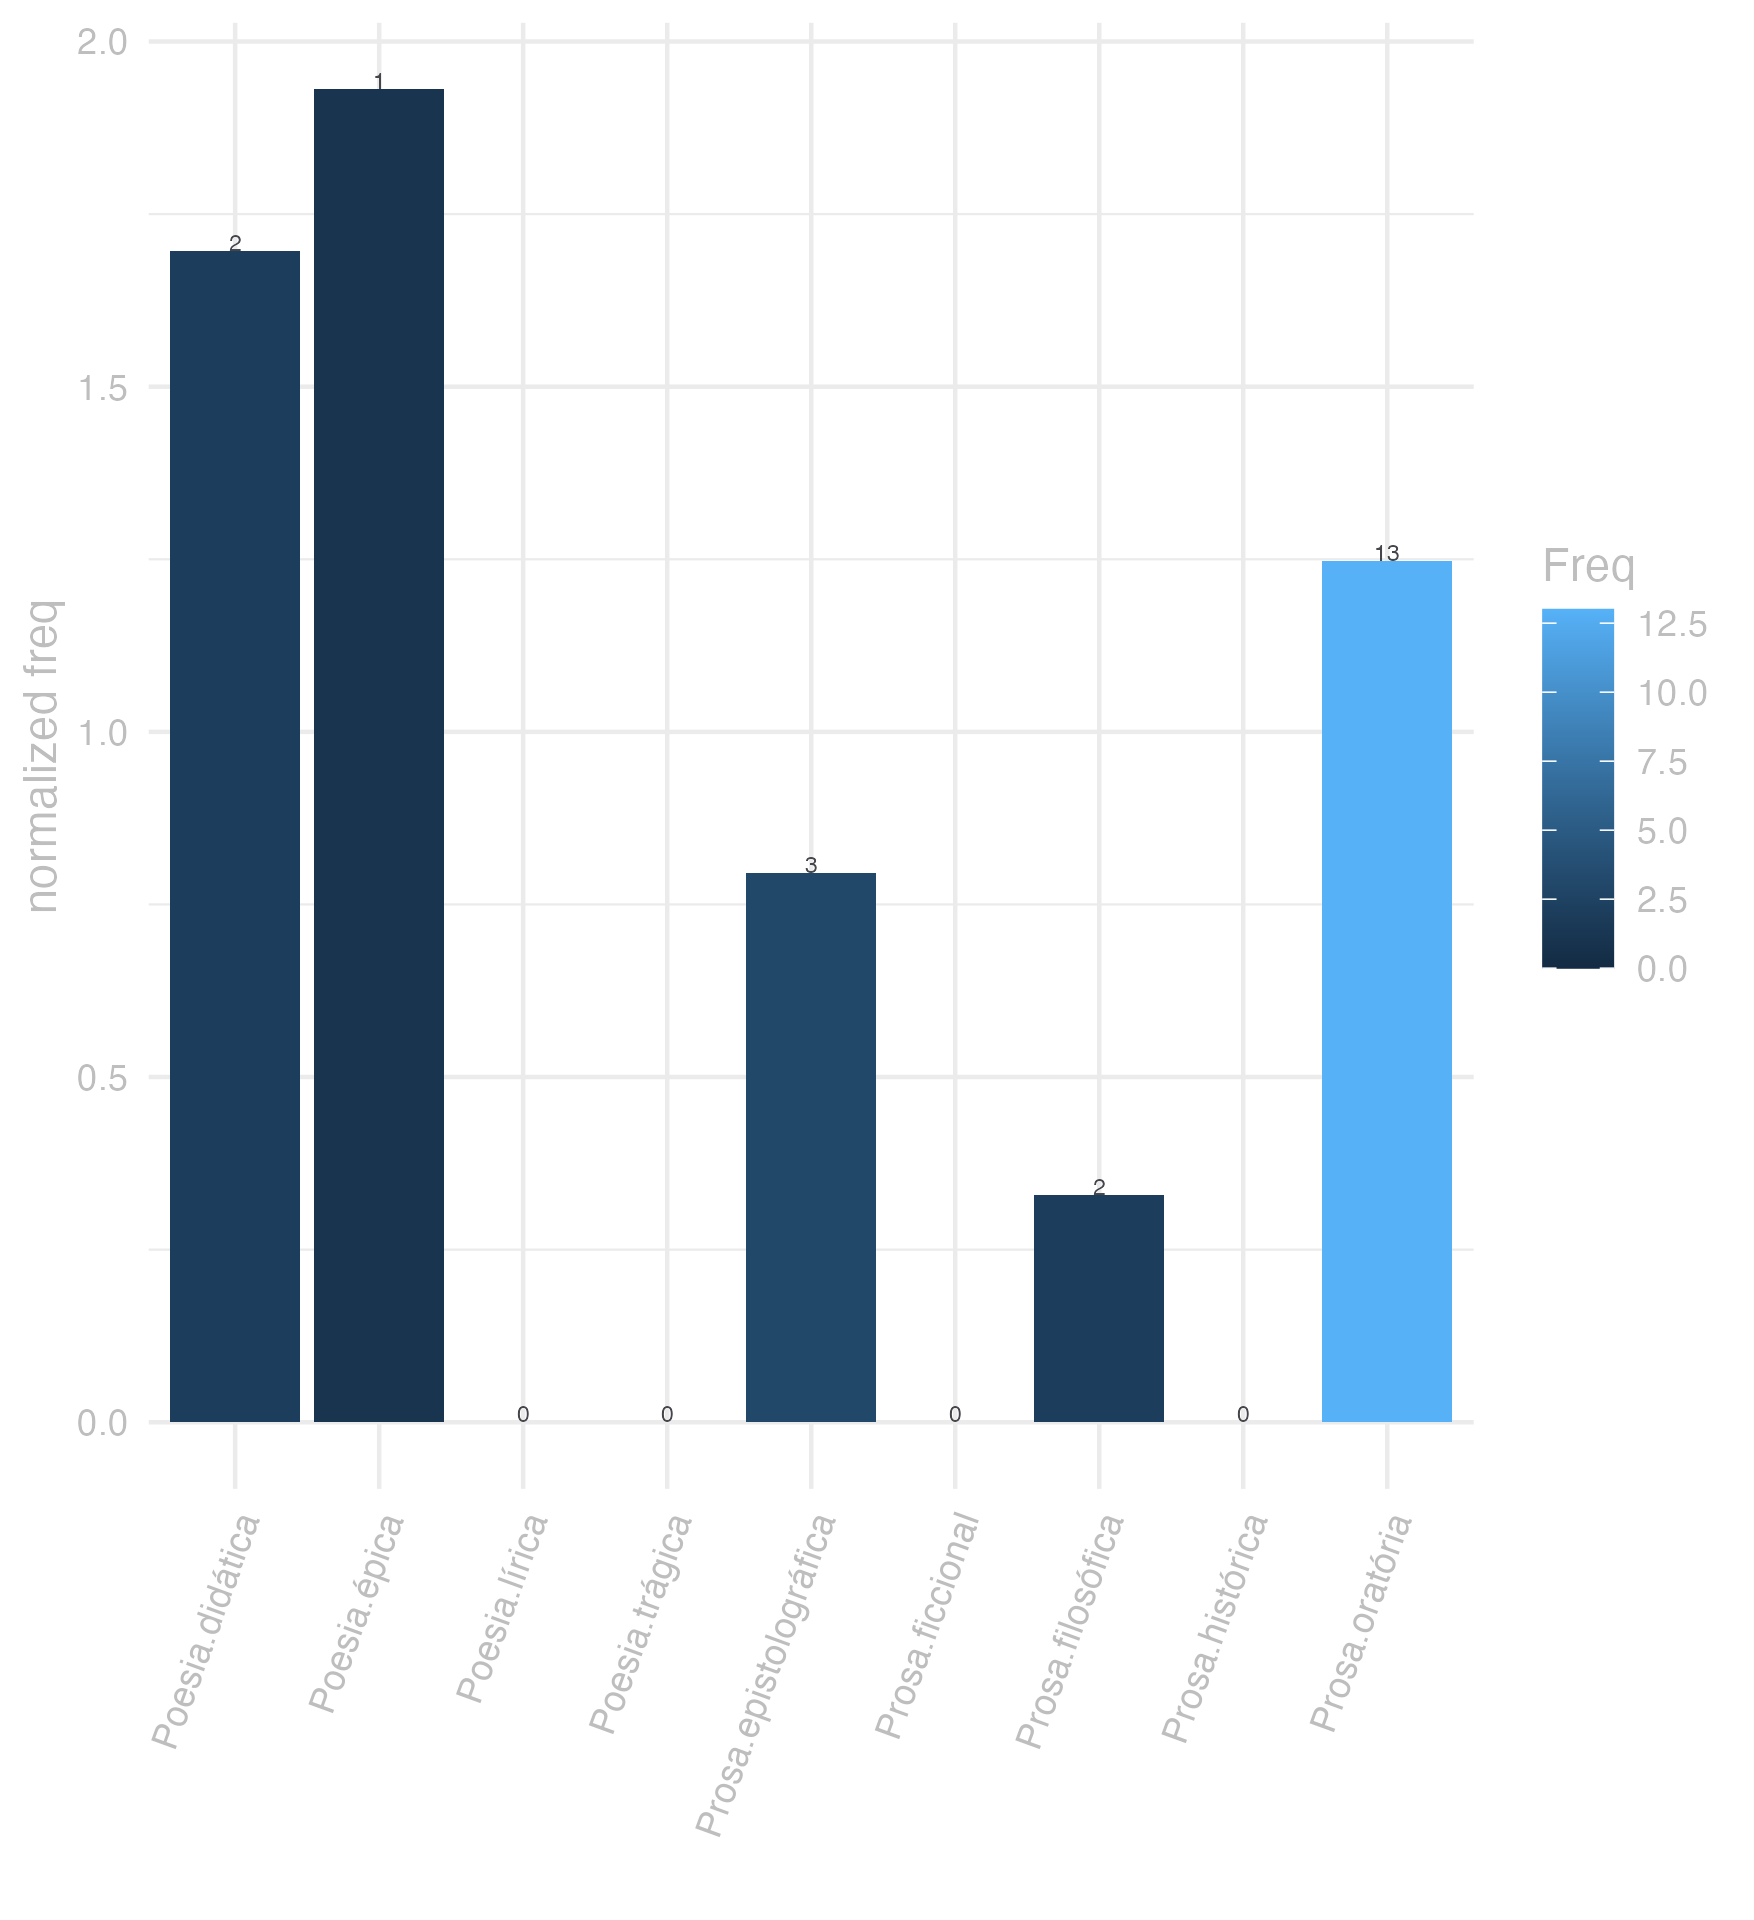 2.0
1.5
1.0
0.5
0.0
normalized freq
2
1
0
0
3
0
2
0
13
Poesia.didática
Poesia.épica
Poesia.lírica
Poesia.trágica
Prosa.epistolográfica
Prosa.ficcional
Prosa.filosófica
Prosa.histórica
Prosa.oratória
Freq
12.5
10.0
7.5
5.0
2.5
0.0